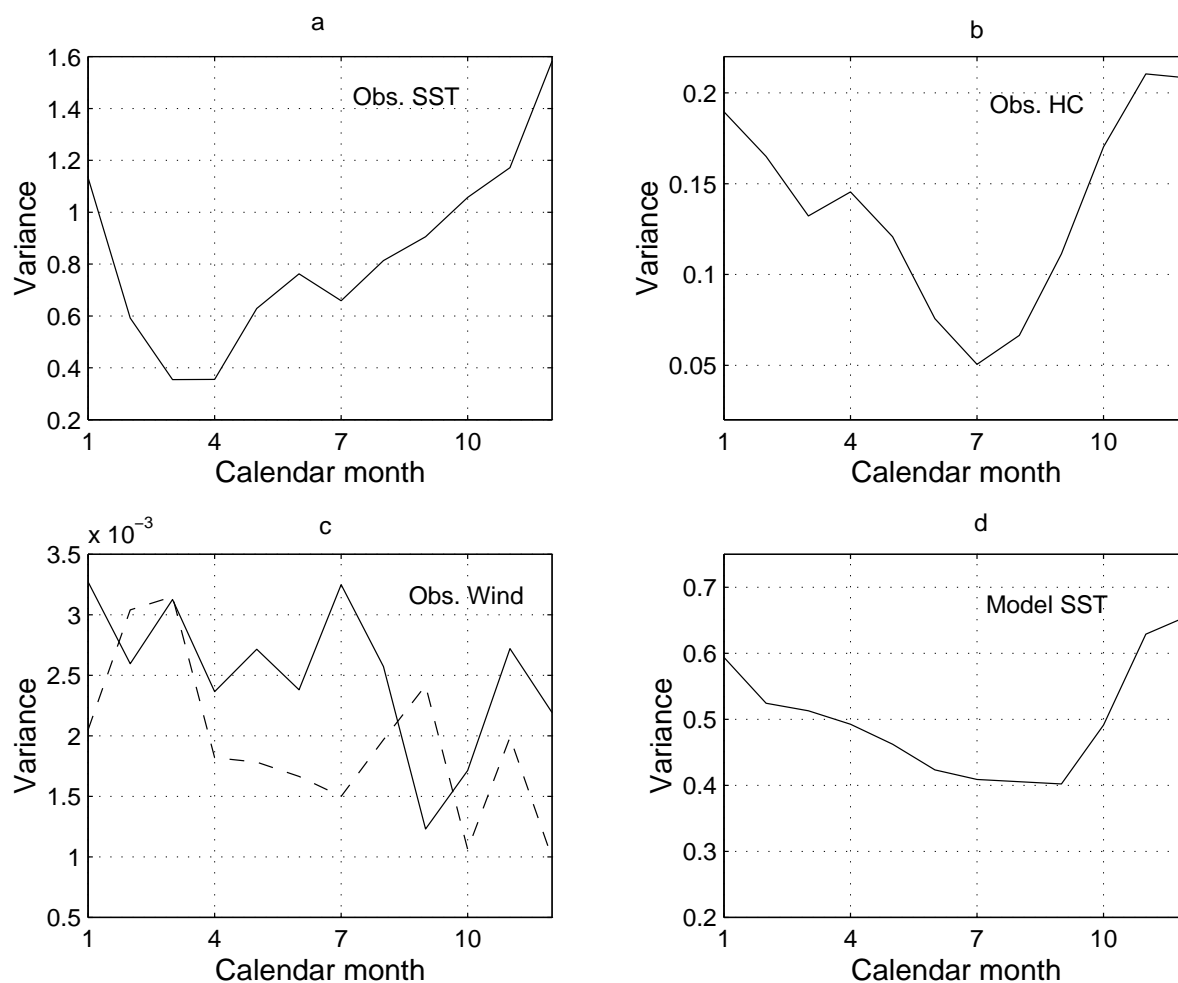 a
1.6
1.4
1.2
1
0.8
0.6
0.4
0.2
Variance
Obs. SST
1 4 7 10
Calendar month
b
0.2
0.15
0.1
0.05
Variance
Obs. HC
1 4 7 10
Calendar month
c
x 10−3
3.5
3
2.5
2
1.5
1
0.5
Variance
Obs. Wind
1 4 7 10
Calendar month
d
0.7
0.6
0.5
0.4
0.3
0.2
Variance
Model SST
1 4 7 10
Calendar month